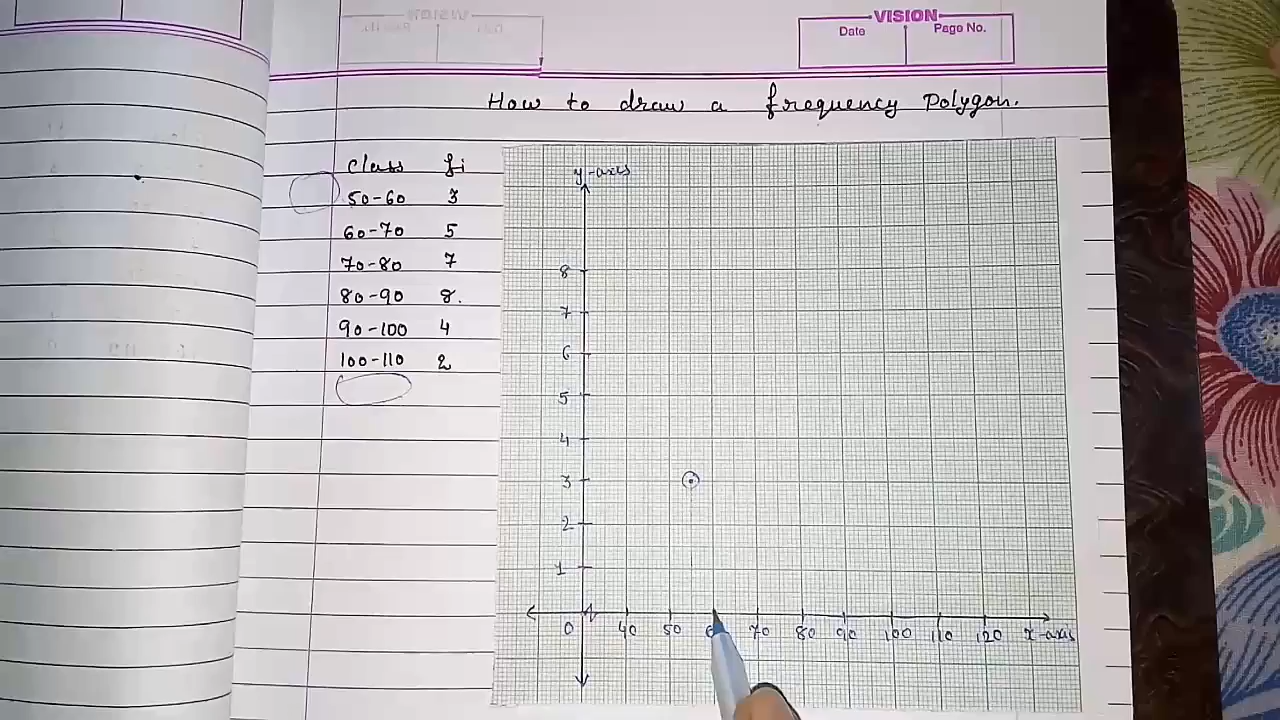 VISION
Date Page No.
How to draw a frequency Polygon.
class fi
50-60 3
60-70 5
70-80 7
80-90 8.
90-100 4
100-110 2
y-axis
8
7
6
5
4
3
2
1
0 40 50 70 80 90 100 110 120 x-axis